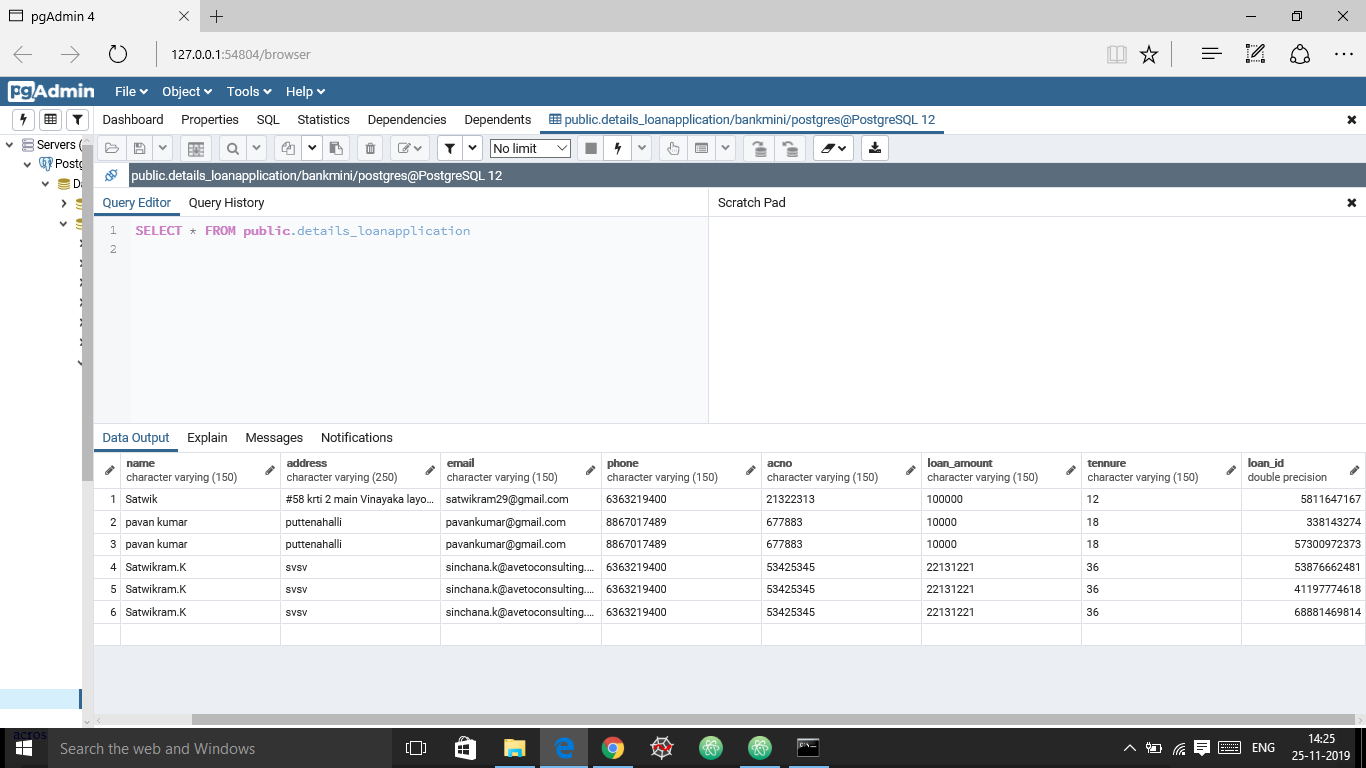 pgAdmin 4
127.0.0.1:54804/browser
pgAdmin File Object Tools Help
Dashboard Properties SQL Statistics Dependencies Dependents public.details_loanapplication/bankmini/postgres@PostgreSQL 12
Servers (
Postg
No limit
D
public.details_loanapplication/bankmini/postgres@PostgreSQL 12
Query Editor Query History Scratch Pad
1 SELECT * FROM public.details_loanapplication
2
Data Output Explain Messages Notifications
name address email phone acno loan_amount tennure loan_id
character varying (150) character varying (250) character varying (150) character varying (150) character varying (150) character varying (150) character varying (150) double precision
1 Satwik #58 krti 2 main Vinayaka layo... satwikram29@gmail.com 6363219400 21322313 100000 12 5811647167
2 pavan kumar puttenahalli pavankumar@gmail.com 8867017489 677883 10000 18 338143274
3 pavan kumar puttenahalli pavankumar@gmail.com 8867017489 677883 10000 18 57300972373
4 Satwikram.K svsv sinchana.k@avetoconsulting.... 6363219400 53425345 22131221 36 53876662481
5 Satwikram.K svsv sinchana.k@avetoconsulting.... 6363219400 53425345 22131221 36 41197774618
6 Satwikram.K svsv sinchana.k@avetoconsulting.... 6363219400 53425345 22131221 36 68881469814
acros
Search the web and Windows
ENG
14:25
25-11-2019